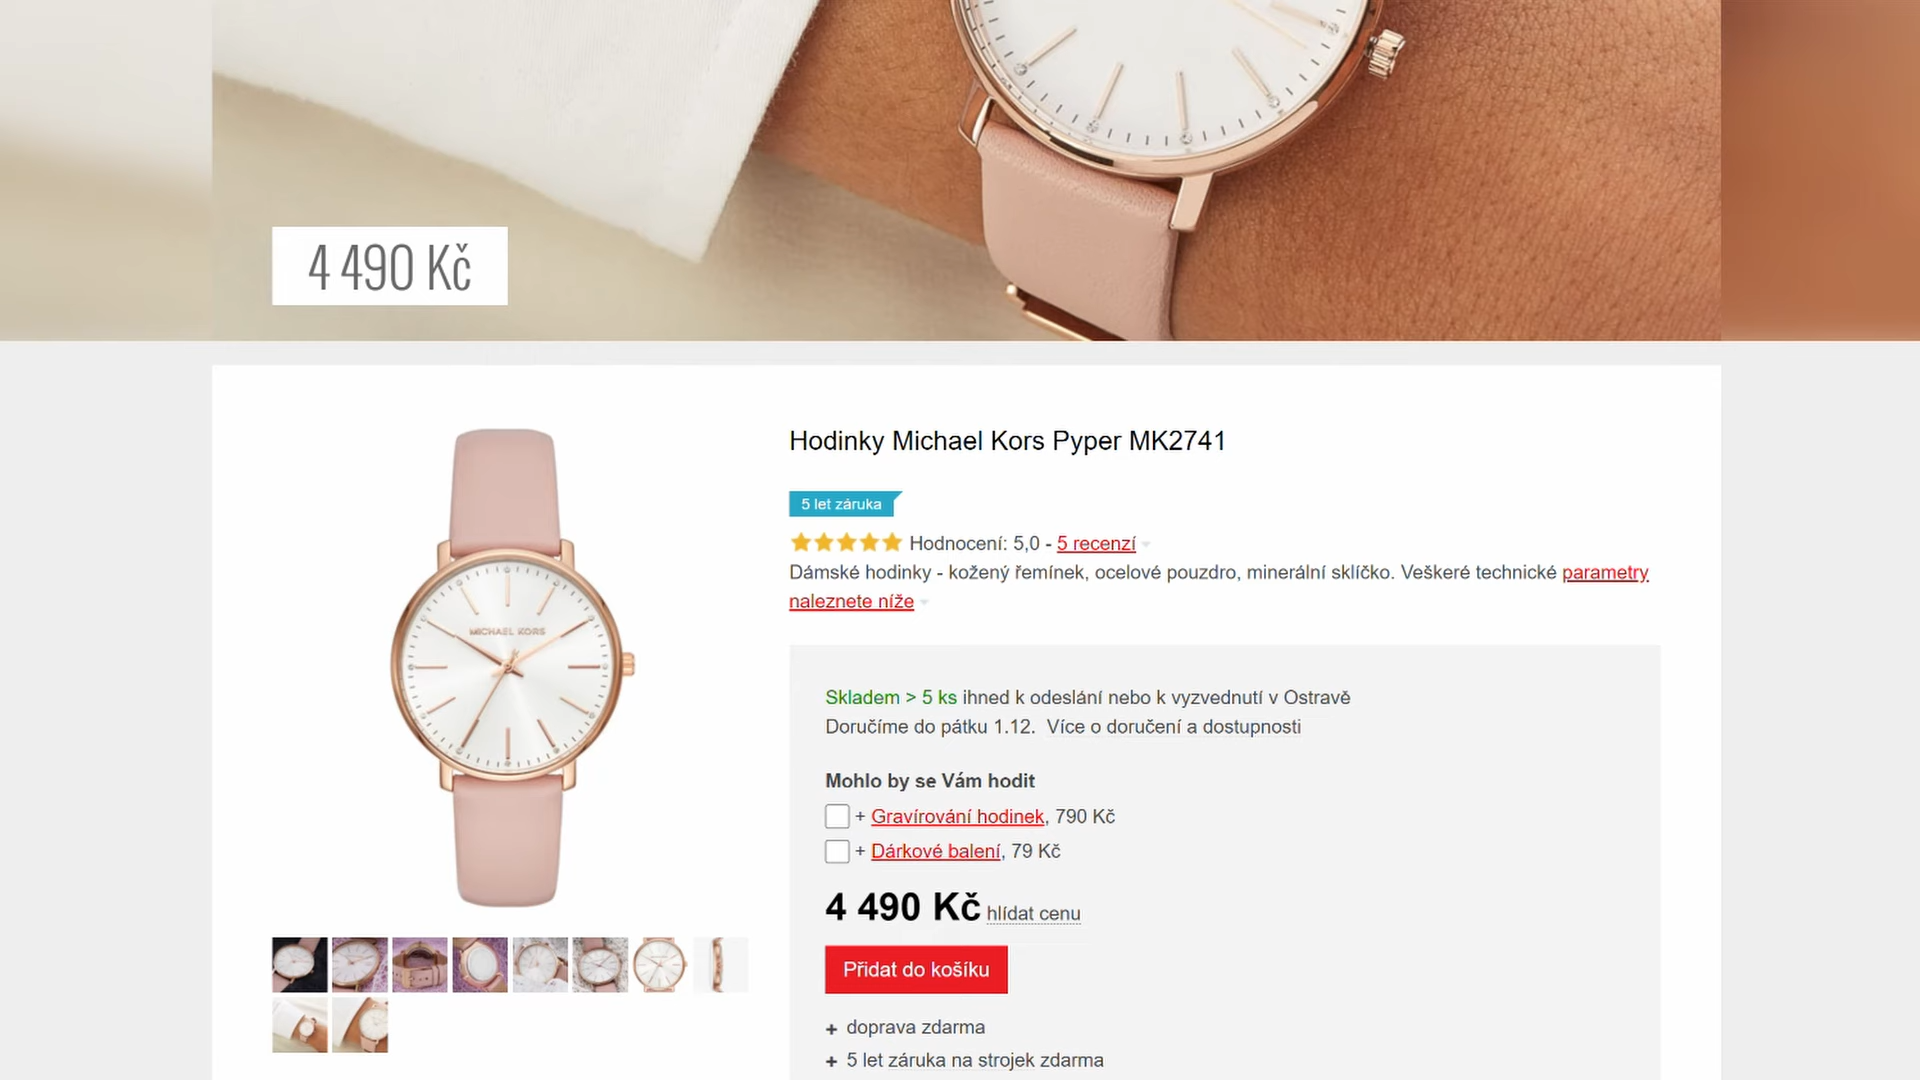 4 490 Kč
Hodinky Michael Kors Pyper MK2741
5 let záruka
Hodnocení: 5,0 - 5 recenzí
Dámské hodinky - kožený řemínek, ocelové pouzdro, minerální sklíčko. Veškeré technické parametry
naleznete níže
MICHAEL KORS
Skladem > 5 ks ihned k odeslání nebo k vyzvednutí v Ostravě
Doručíme do pátku 1.12. Více o doručení a dostupnosti
Mohlo by se Vám hodit
+ Gravírování hodinek, 790 Kč
+ Dárkové balení, 79 Kč
4 490 Kč hlídat cenu
Přidat do košíku
+ doprava zdarma
+ 5 let záruka na strojek zdarma